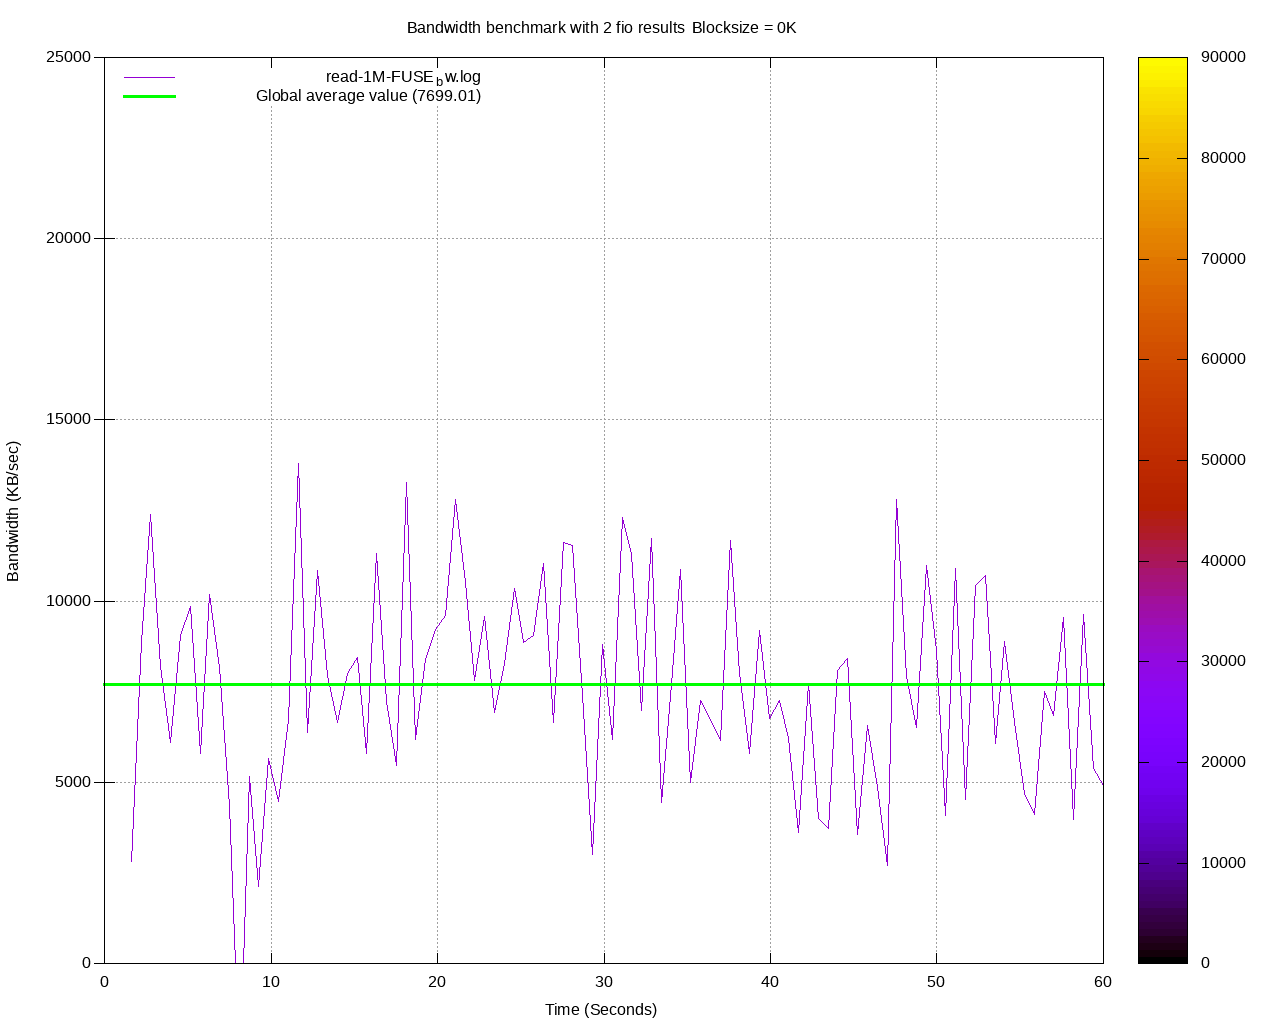 Bandwidth benchmark with 2 fio results Blocksize = 0K
25000
20000
15000
10000
5000
0
Bandwidth (KB/sec)
read-1M-FUSE_bw.log
Global average value (7699.01)
0 10 20 30 40 50 60
Time (Seconds)
90000
80000
70000
60000
50000
40000
30000
20000
10000
0